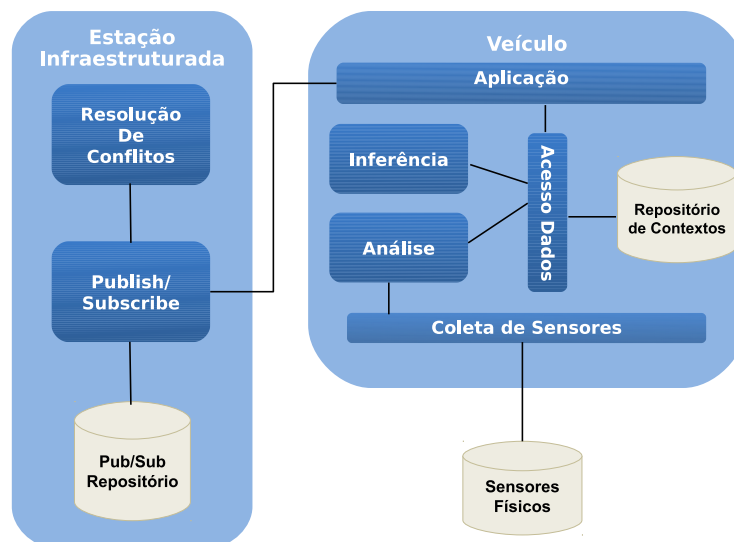 Estação
Infraestruturada
Resolução
De
Conflitos
Publish/
Subscribe
Pub/Sub
Repositório
Veículo
Aplicação
Inferência
Análise
Acesso Dados
Repositório
de Contextos
Coleta de Sensores
Sensores
Físicos